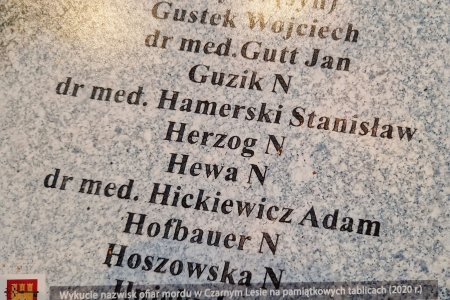 Gustek Wojciech
dr med.Gutt Jan
Guzik N
dr med. Hamerski Stanisław
Herzog N
Hewa N
dr med. Hickiewicz Adam
Hofbauer N
Hoszowska N
Wykucie nazwisk ofiar mordu w Czarnym Lesie na pamiątkowych tablicach (2020 r.)